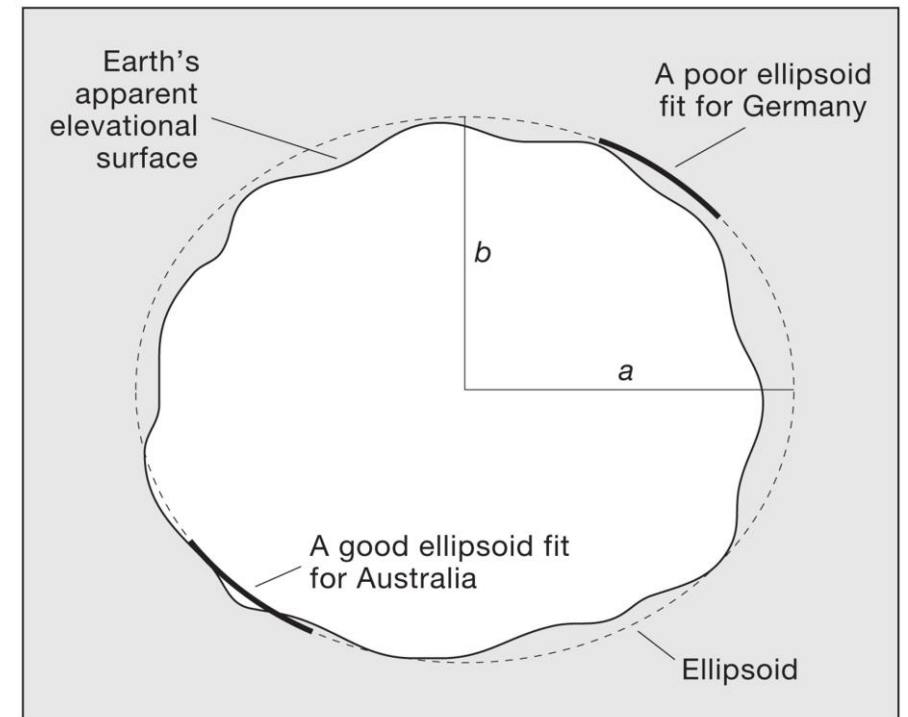 Earth’s
apparent
elevational
surface
A poor ellipsoid
fit for Germany
b
a
A good ellipsoid fit
for Australia
Ellipsoid